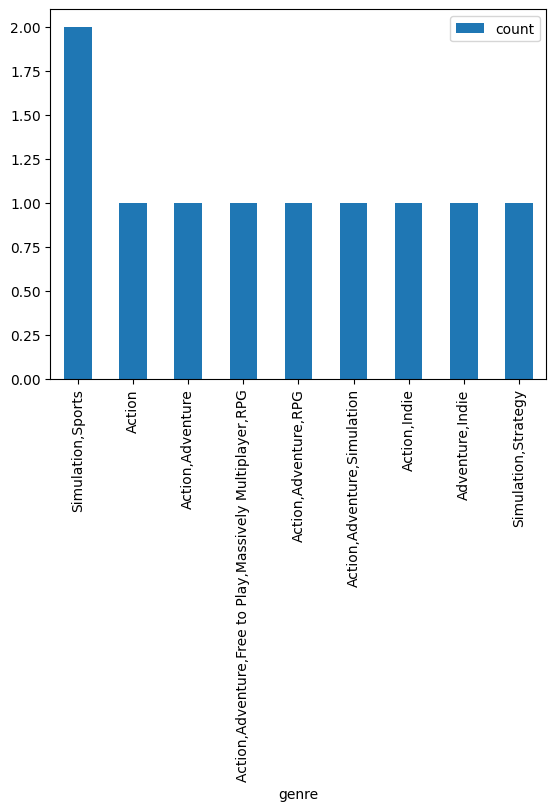 count
2.00
1.75
1.50
1.25
1.00
0.75
0.50
0.25
0.00
Simulation,Sports
Action
Action,Adventure
Action,Adventure,Free to Play,Massively Multiplayer,RPG
Action,Adventure,RPG
Action,Adventure,Simulation
Action,Indie
Adventure,Indie
Simulation,Strategy
genre